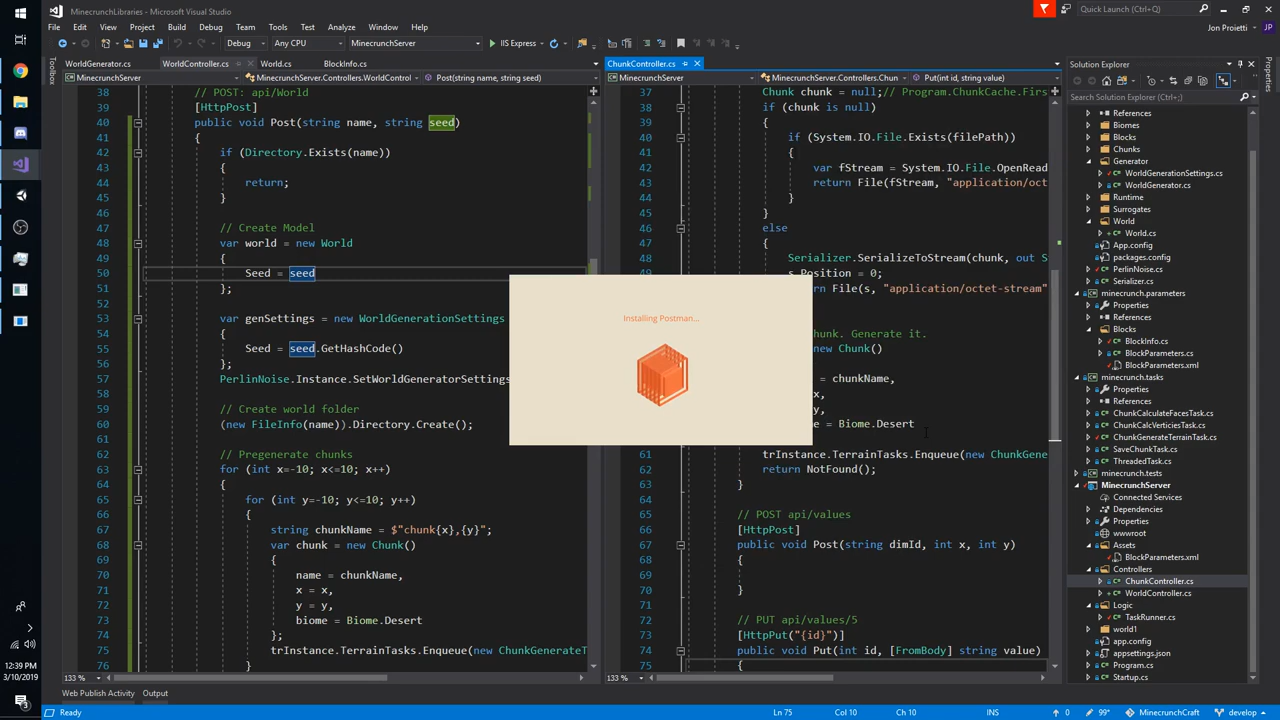 MinecrunchLibraries - Microsoft Visual Studio
Quick Launch (Ctrl+Q)
File Edit View Project Build Debug Team Tools Test Analyze Window Help
Jon Proietti JP
Debug Any CPU MinecrunchServer IIS Express
WorldGenerator.cs WorldController.cs World.cs BlockInfo.cs
MinecrunchServer MinecrunchServer.Controllers.WorldControl Post(string name, string seed)
38 // POST: api/World
39 [HttpPost]
40 public void Post(string name, string seed)
41 {
42 if (Directory.Exists(name))
43 {
44 return;
45 }
46
47 // Create Model
48 var world = new World
49 {
50 Seed = seed
51 };
52
53 var genSettings = new WorldGenerationSettings
54 {
55 Seed = seed.GetHashCode()
56 };
57 PerlinNoise.Instance.SetWorldGeneratorSettings
58
59 // Create world folder
60 (new FileInfo(name)).Directory.Create();
61
62 // Pregenerate chunks
63 for (int x=-10; x<=10; x++)
64 {
65 for (int y=-10; y<=10; y++)
66 {
67 string chunkName = $"chunk{x},{y}";
68 var chunk = new Chunk()
69 {
70 name = chunkName,
71 x = x,
72 y = y,
73 biome = Biome.Desert
74 };
75 trInstance.TerrainTasks.Enqueue(new ChunkGenerateT
76 }
133 %
Installing Postman...
ChunkController.cs
MinecrunchServer MinecrunchServer.Controllers.Chun Put(int id, string value)
37 Chunk chunk = null;// Program.ChunkCache.Firs
38 if (chunk is null)
39 {
40 if (System.IO.File.Exists(filePath))
41 {
42 var fStream = System.IO.File.OpenRead
43 return File(fStream, "application/oct
44 }
45 }
46 else
47 {
48 Serializer.SerializeToStream(chunk, out S
49 s.Position = 0;
rn File(s, "application/octet-stream"
hunk. Generate it.
new Chunk()
= chunkName,
x,
y,
e = Biome.Desert
61 trInstance.TerrainTasks.Enqueue(new ChunkGene
62 return NotFound();
63 }
64
65 // POST api/values
66 [HttpPost]
67 public void Post(string dimId, int x, int y)
68 {
69
70 }
71
72 // PUT api/values/5
73 [HttpPut("{id}")]
74 public void Put(int id, [FromBody] string value)
75 {
133 %
Solution Explorer
Search Solution Explorer (Ctrl+;)
References
Biomes
Blocks
Chunks
Generator
WorldGenerationSettings.cs
WorldGenerator.cs
Runtime
Surrogates
World
World.cs
App.config
packages.config
PerlinNoise.cs
Serializer.cs
minecrunch.parameters
Properties
References
Blocks
BlockInfo.cs
BlockParameters.cs
BlockParameters.xml
minecrunch.tasks
Properties
References
ChunkCalculateFacesTask.cs
ChunkCalcVerticiesTask.cs
ChunkGenerateTerrainTask.cs
SaveChunkTask.cs
ThreadedTask.cs
minecrunch.tests
MinecrunchServer
Connected Services
Dependencies
Properties
wwwroot
Assets
BlockParameters.xml
Controllers
ChunkController.cs
WorldController.cs
Logic
TaskRunner.cs
world1
app.config
appsettings.json
Program.cs
Startup.cs
Toolbox
Properties
12:39 PM
3/10/2019
3
Web Publish Activity Output
Ready Ln 75 Col 10 Ch 10 INS 0 99* MinecrunchCraft develop